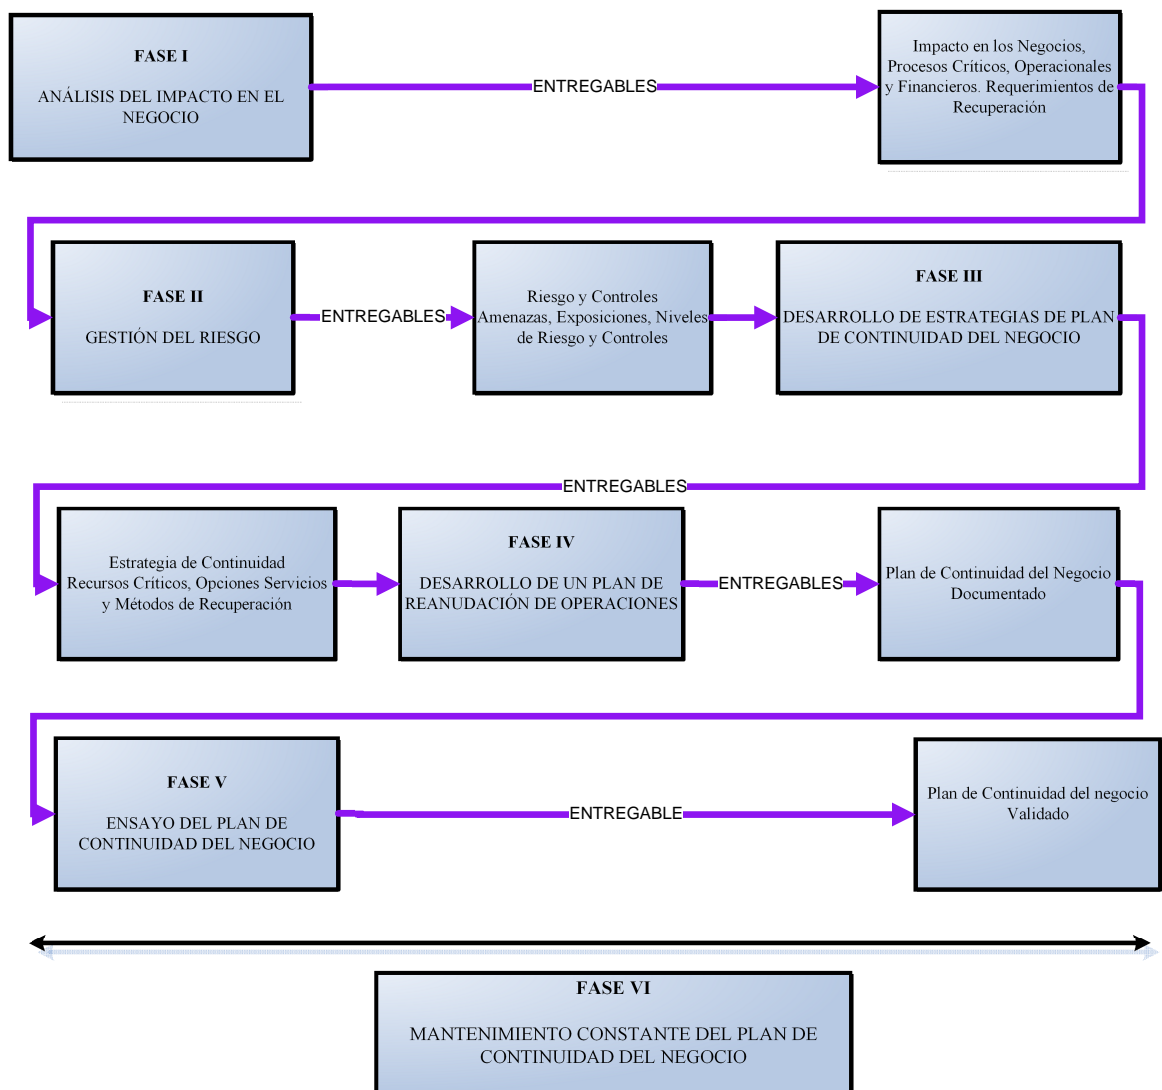 FASE I
ANÁLISIS DEL IMPACTO EN EL
NEGOCIO
ENTREGABLES
Impacto en los Negocios,
Procesos Críticos, Operacionales
y Financieros. Requerimientos de
Recuperación
FASE II
GESTIÓN DEL RIESGO
ENTREGABLES
Riesgo y Controles
Amenazas, Exposiciones, Niveles
de Riesgo y Controles
FASE III
DESARROLLO DE ESTRATEGIAS DE PLAN
DE CONTINUIDAD DEL NEGOCIO
ENTREGABLES
Estrategia de Continuidad
Recursos Críticos, Opciones Servicios
y Métodos de Recuperación
FASE IV
DESARROLLO DE UN PLAN DE
REANUDACIÓN DE OPERACIONES
ENTREGABLES
Plan de Continuidad del Negocio
Documentado
FASE V
ENSAYO DEL PLAN DE
CONTINUIDAD DEL NEGOCIO
ENTREGABLE
Plan de Continuidad del negocio
Validado
FASE VI
MANTENIMIENTO CONSTANTE DEL PLAN DE
CONTINUIDAD DEL NEGOCIO